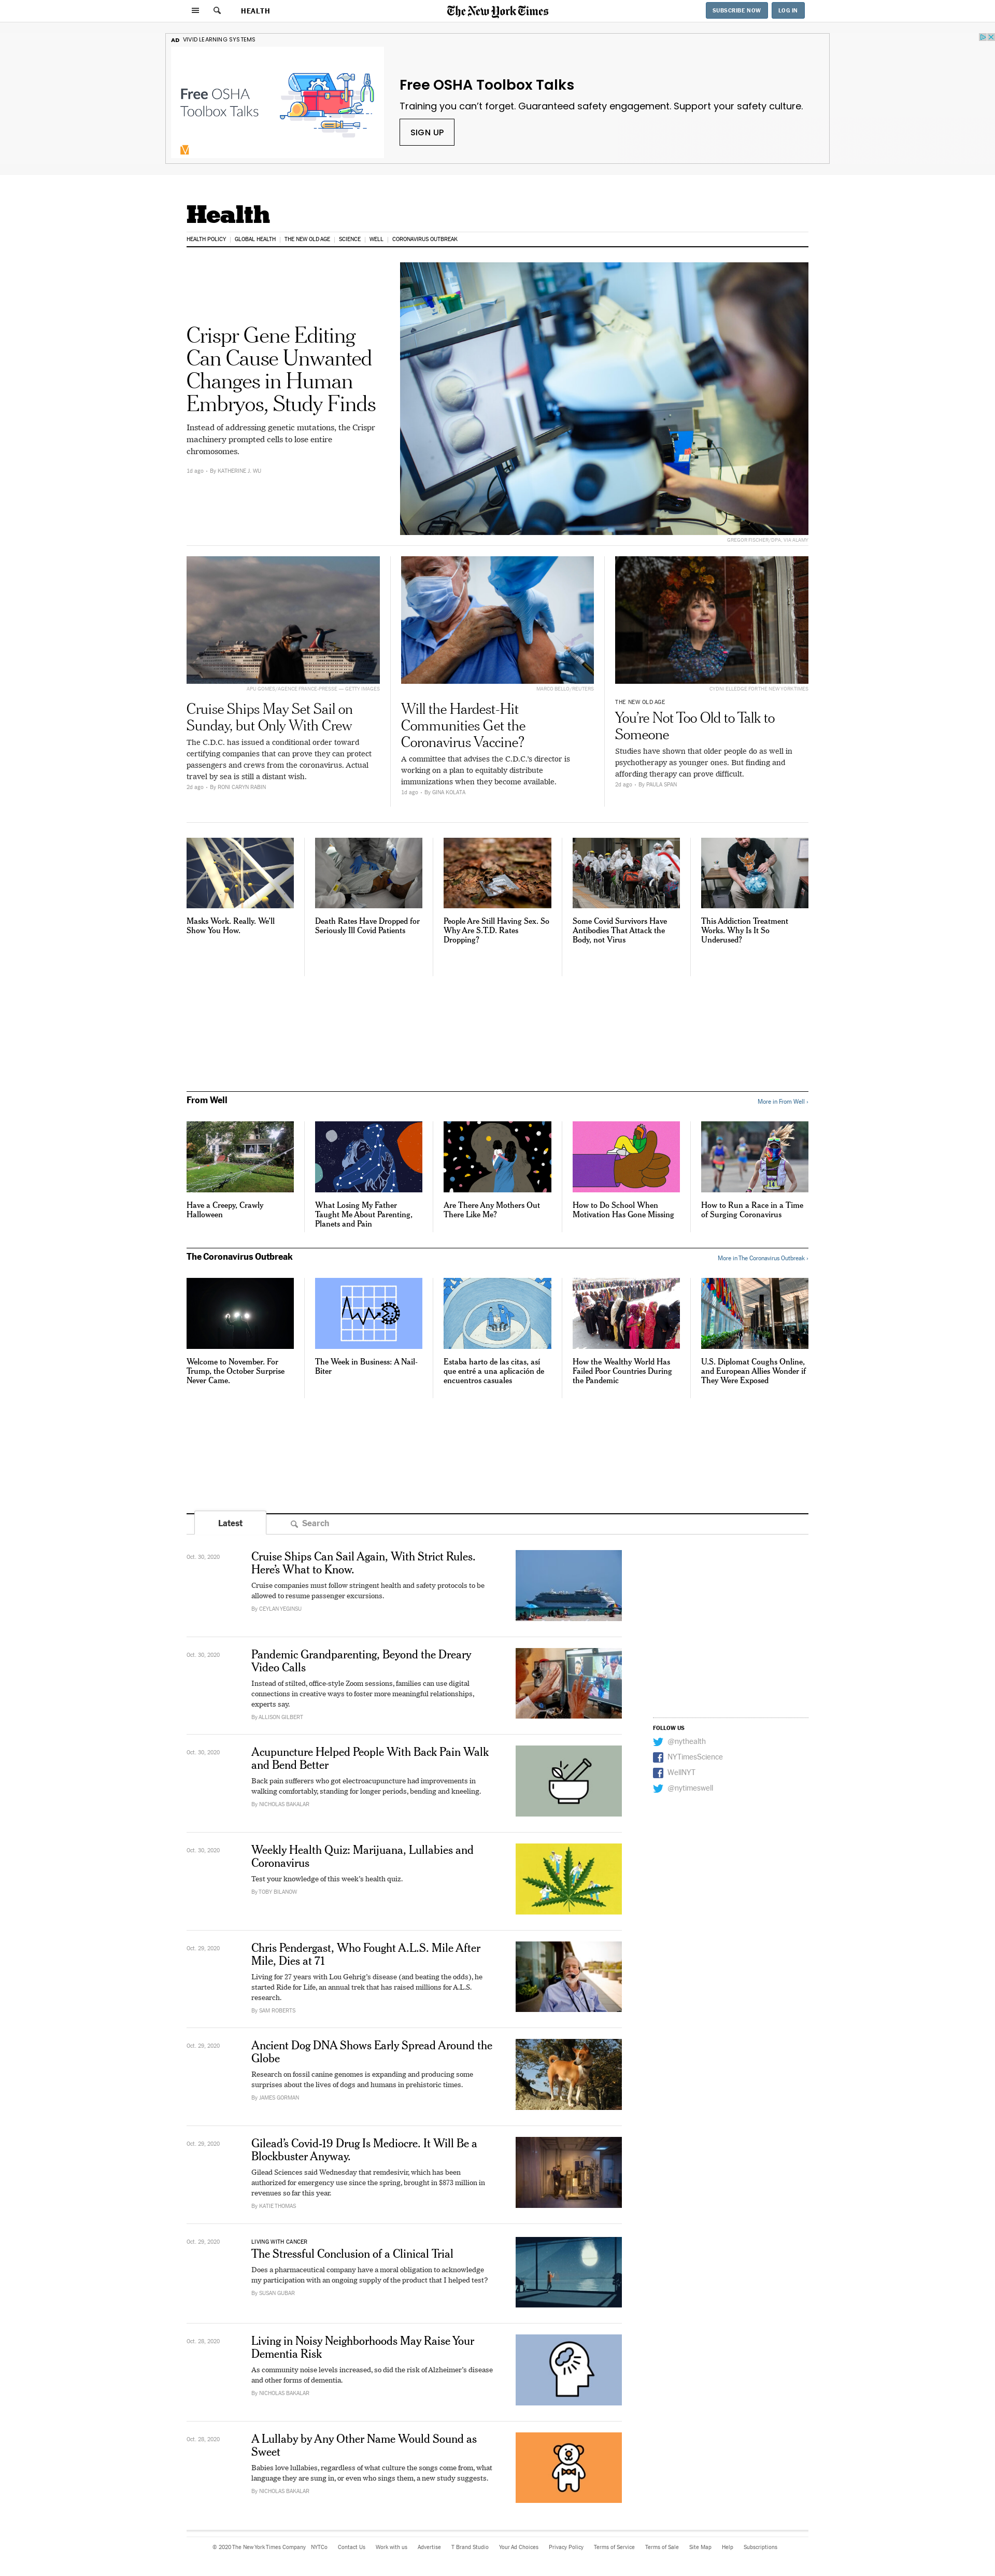 HEALTH
The New York Times
SUBSCRIBE NOW
LOG IN
AD VIVID LEARNING SYSTEMS
Free OSHA
Toolbox Talks
Free OSHA Toolbox Talks
Training you can't forget. Guaranteed safety engagement. Support your safety culture.
SIGN UP
Health
HEALTH POLICY | GLOBAL HEALTH | THE NEW OLD AGE | SCIENCE | WELL | CORONAVIRUS OUTBREAK
Crispr Gene Editing
Can Cause Unwanted
Changes in Human
Embryos, Study Finds
Instead of addressing genetic mutations, the Crispr
machinery prompted cells to lose entire
chromosomes.
1d ago - By KATHERINE J. WU
GREGOR FISCHER/DPA, VIA ALAMY
APU GOMES/AGENCE FRANCE-PRESSE — GETTY IMAGES
Cruise Ships May Set Sail on
Sunday, but Only With Crew
The C.D.C. has issued a conditional order toward
certifying companies that can prove they can protect
passengers and crews from the coronavirus. Actual
travel by sea is still a distant wish.
2d ago - By RONI CARYN RABIN
MARCO BELLO/REUTERS
Will the Hardest-Hit
Communities Get the
Coronavirus Vaccine?
A committee that advises the C.D.C.'s director is
working on a plan to equitably distribute
immunizations when they become available.
1d ago - By GINA KOLATA
CYDNI ELLEDGE FOR THE NEW YORK TIMES
THE NEW OLD AGE
You're Not Too Old to Talk to
Someone
Studies have shown that older people do as well in
psychotherapy as younger ones. But finding and
affording therapy can prove difficult.
2d ago - By PAULA SPAN
Masks Work. Really. We'll
Show You How.
Death Rates Have Dropped for
Seriously Ill Covid Patients
People Are Still Having Sex. So
Why Are S.T.D. Rates
Dropping?
Some Covid Survivors Have
Antibodies That Attack the
Body, not Virus
This Addiction Treatment
Works. Why Is It So
Underused?
From Well
More in From Well ›
Have a Creepy, Crawly
Halloween
What Losing My Father
Taught Me About Parenting,
Planets and Pain
Are There Any Mothers Out
There Like Me?
How to Do School When
Motivation Has Gone Missing
How to Run a Race in a Time
of Surging Coronavirus
The Coronavirus Outbreak
More in The Coronavirus Outbreak ›
Welcome to November. For
Trump, the October Surprise
Never Came.
The Week in Business: A Nail-
Biter
Estaba harto de las citas, así
que entré a una aplicación de
encuentros casuales
How the Wealthy World Has
Failed Poor Countries During
the Pandemic
U.S. Diplomat Coughs Online,
and European Allies Wonder if
They Were Exposed
Latest
Search
Oct. 30, 2020
Cruise Ships Can Sail Again, With Strict Rules.
Here's What to Know.
Cruise companies must follow stringent health and safety protocols to be
allowed to resume passenger excursions.
By CEYLAN YEGINSU
Oct. 30, 2020
Pandemic Grandparenting, Beyond the Dreary
Video Calls
Instead of stilted, office-style Zoom sessions, families can use digital
connections in creative ways to foster more meaningful relationships,
experts say.
By ALLISON GILBERT
FOLLOW US
@nythealth
NYTimesScience
WellNYT
@nytimeswell
Oct. 30, 2020
Acupuncture Helped People With Back Pain Walk
and Bend Better
Back pain sufferers who got electroacupuncture had improvements in
walking comfortably, standing for longer periods, bending and kneeling.
By NICHOLAS BAKALAR
Oct. 30, 2020
Weekly Health Quiz: Marijuana, Lullabies and
Coronavirus
Test your knowledge of this week's health quiz.
By TOBY BILANOW
Oct. 29, 2020
Chris Pendergast, Who Fought A.L.S. Mile After
Mile, Dies at 71
Living for 27 years with Lou Gehrig's disease (and beating the odds), he
started Ride for Life, an annual trek that has raised millions for A.L.S.
research.
By SAM ROBERTS
Oct. 29, 2020
Ancient Dog DNA Shows Early Spread Around the
Globe
Research on fossil canine genomes is expanding and producing some
surprises about the lives of dogs and humans in prehistoric times.
By JAMES GORMAN
Oct. 29, 2020
Gilead's Covid-19 Drug Is Mediocre. It Will Be a
Blockbuster Anyway.
Gilead Sciences said Wednesday that remdesivir, which has been
authorized for emergency use since the spring, brought in $873 million in
revenues so far this year.
By KATIE THOMAS
Oct. 29, 2020
LIVING WITH CANCER
The Stressful Conclusion of a Clinical Trial
Does a pharmaceutical company have a moral obligation to acknowledge
my participation with an ongoing supply of the product that I helped test?
By SUSAN GUBAR
Oct. 28, 2020
Living in Noisy Neighborhoods May Raise Your
Dementia Risk
As community noise levels increased, so did the risk of Alzheimer's disease
and other forms of dementia.
By NICHOLAS BAKALAR
Oct. 28, 2020
A Lullaby by Any Other Name Would Sound as
Sweet
Babies love lullabies, regardless of what culture the songs come from, what
language they are sung in, or even who sings them, a new study suggests.
By NICHOLAS BAKALAR
© 2020 The New York Times Company NYTCo Contact Us Work with us Advertise T Brand Studio Your Ad Choices Privacy Policy Terms of Service Terms of Sale Site Map Help Subscriptions